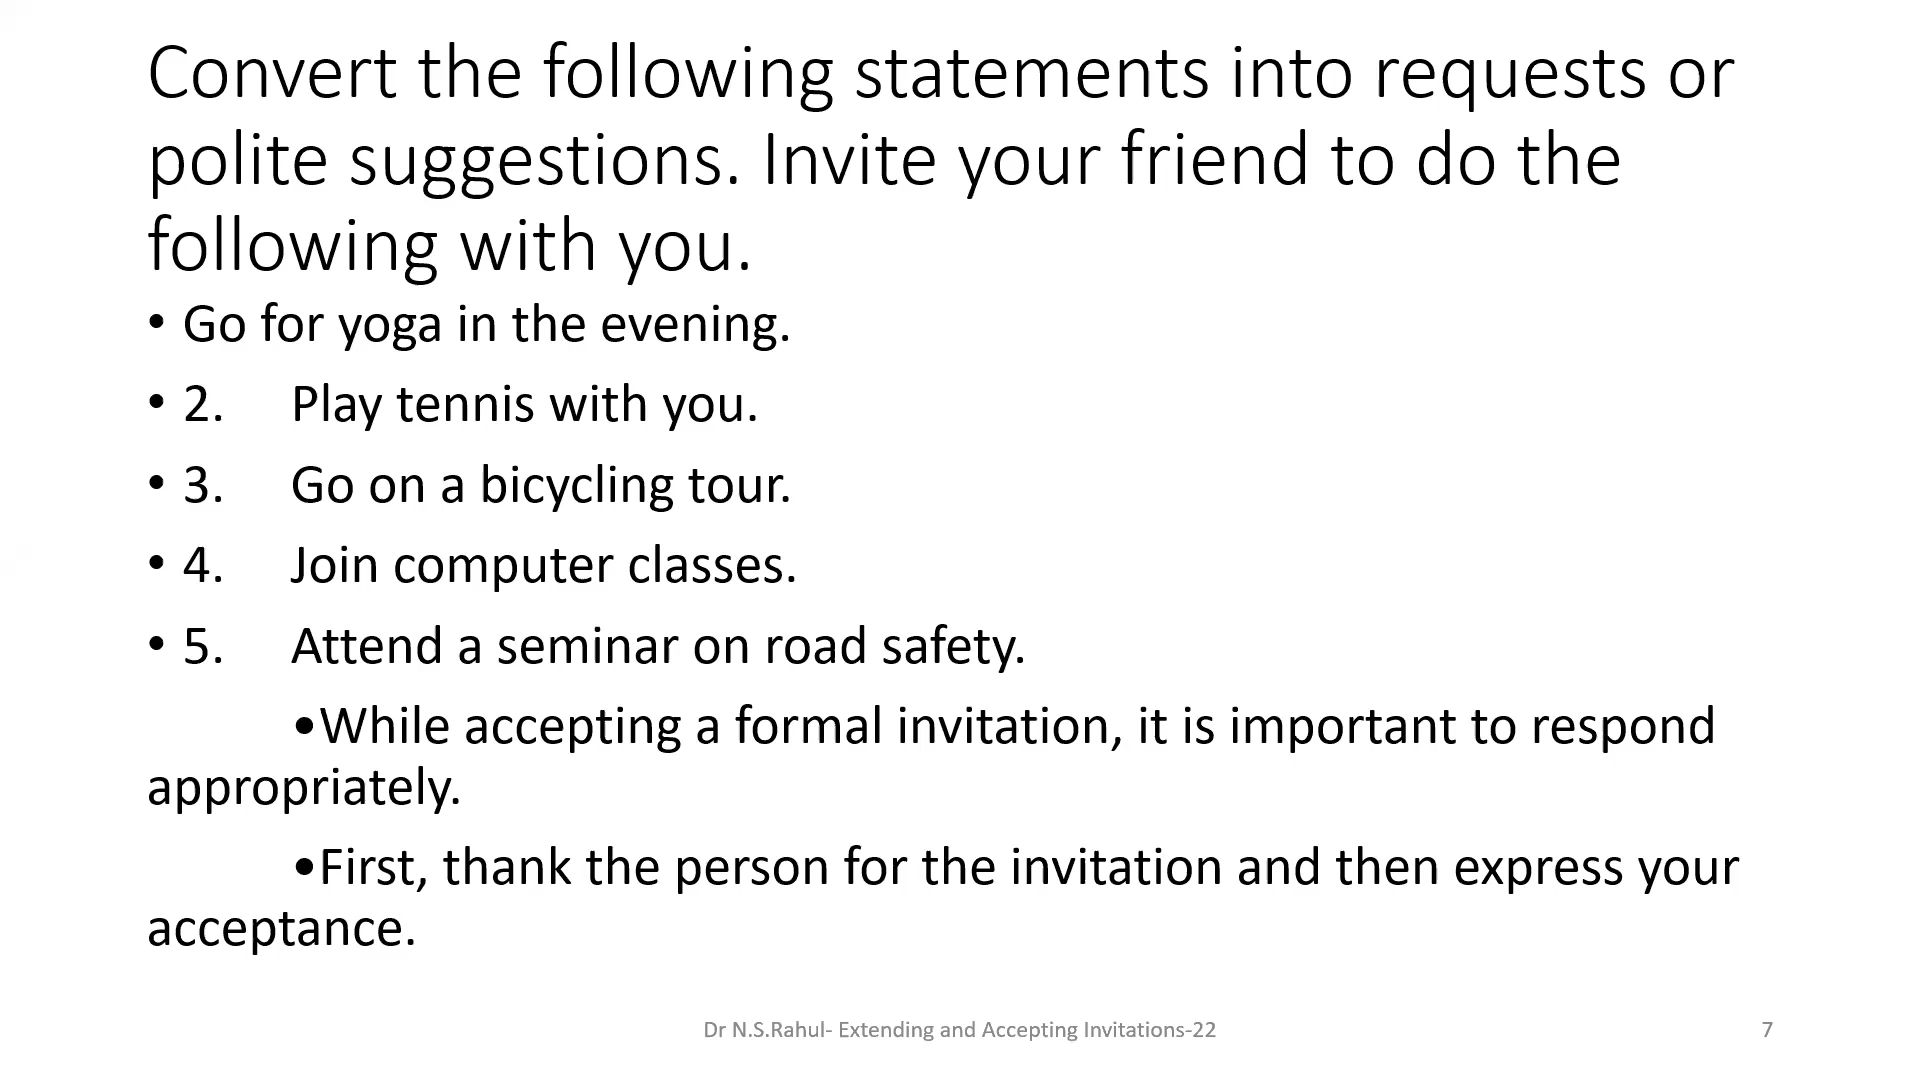 Convert the following statements into requests or
polite suggestions. Invite your friend to do the
following with you.
• Go for yoga in the evening.
• 2. Play tennis with you.
• 3. Go on a bicycling tour.
• 4. Join computer classes.
• 5. Attend a seminar on road safety.
•While accepting a formal invitation, it is important to respond
appropriately.
•First, thank the person for the invitation and then express your
acceptance.
Dr N.S.Rahul- Extending and Accepting Invitations-22
7